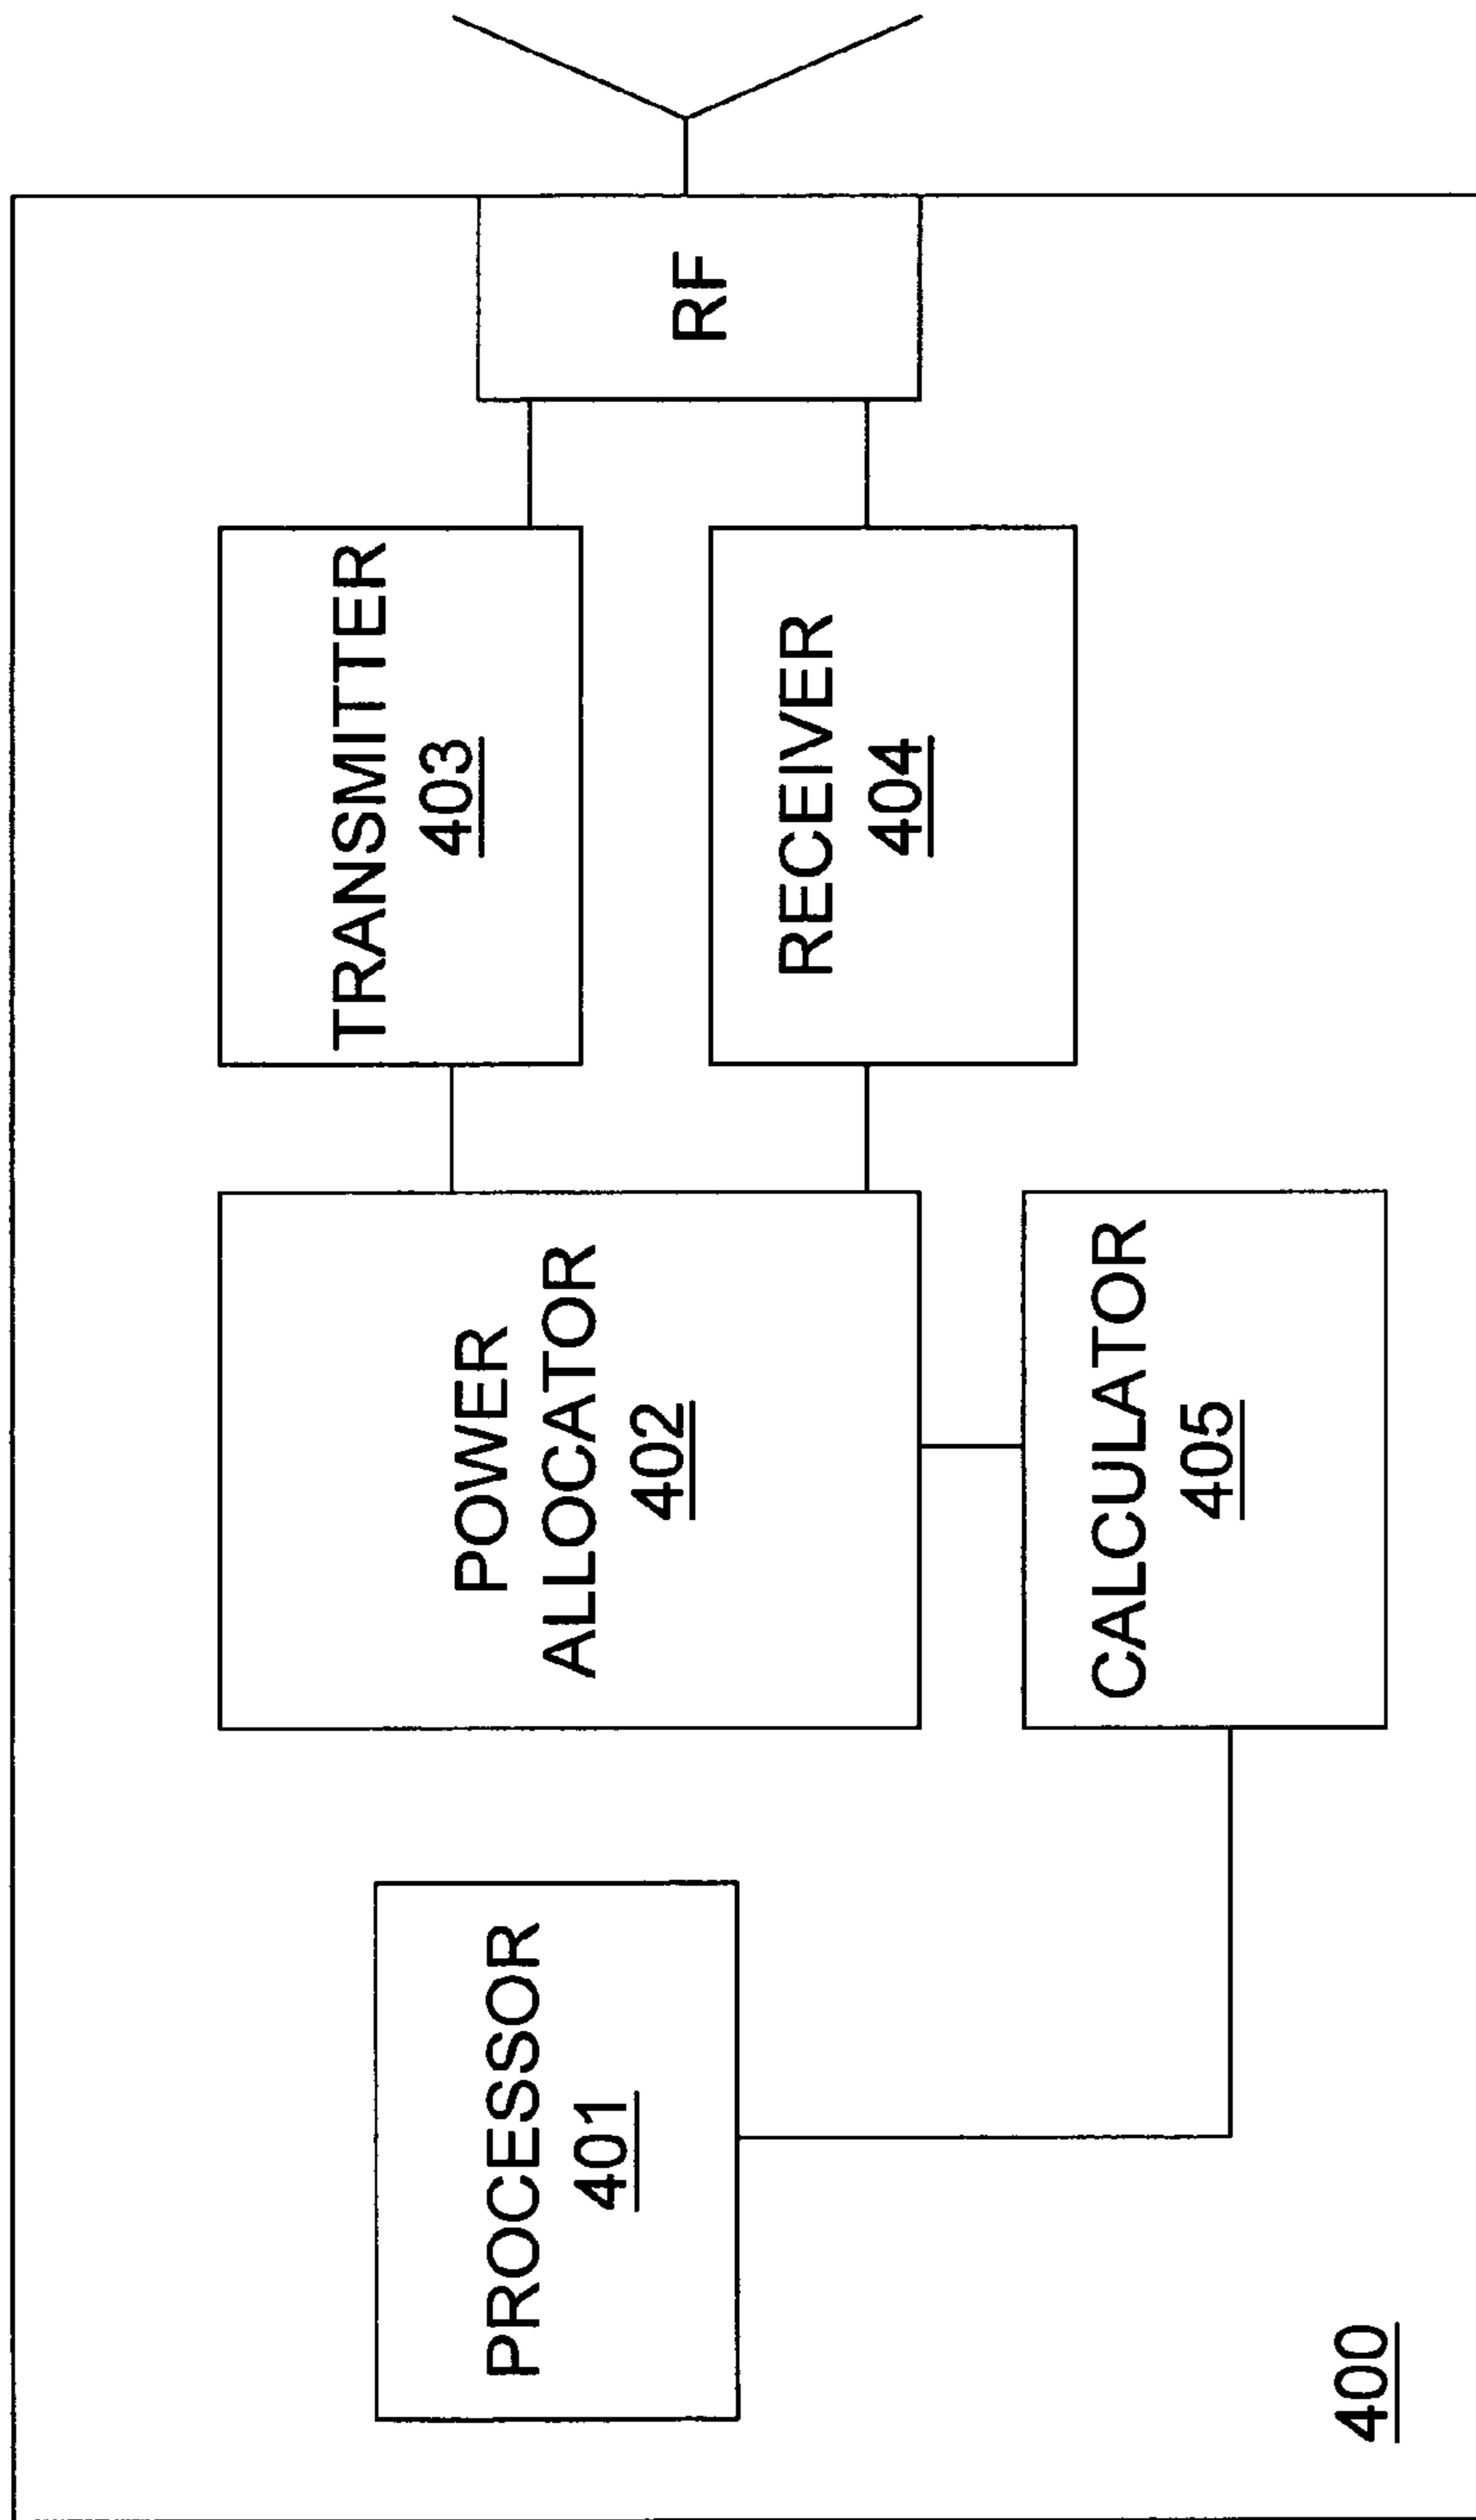 PROCESSOR
401
POWER
ALLOCATOR
402
TRANSMITTER
403
RF
RECEIVER
404
CALCULATOR
405
400